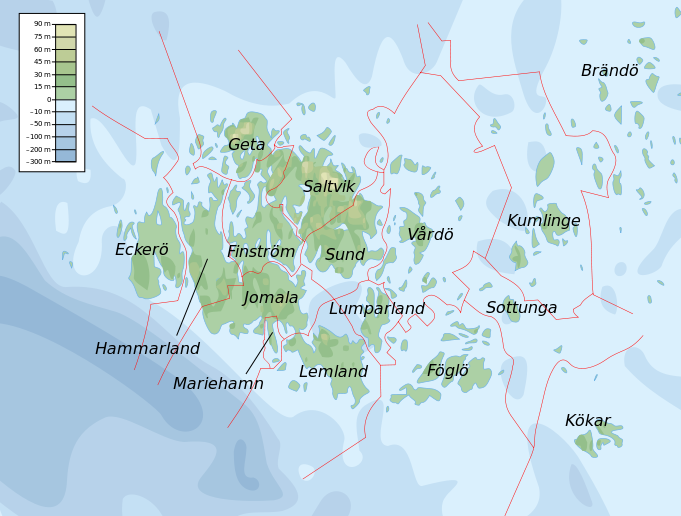 90 m
75 m
60 m
45 m
30 m
15 m
0
−10 m
−50 m
−100 m
−200 m
−300 m
Brändö
Geta
Saltvik
Kumlinge
Vårdö
Eckerö
Finström
Sund
Jomala
Lumparland
Sottunga
Hammarland
Lemland
Föglö
Mariehamn
Kökar